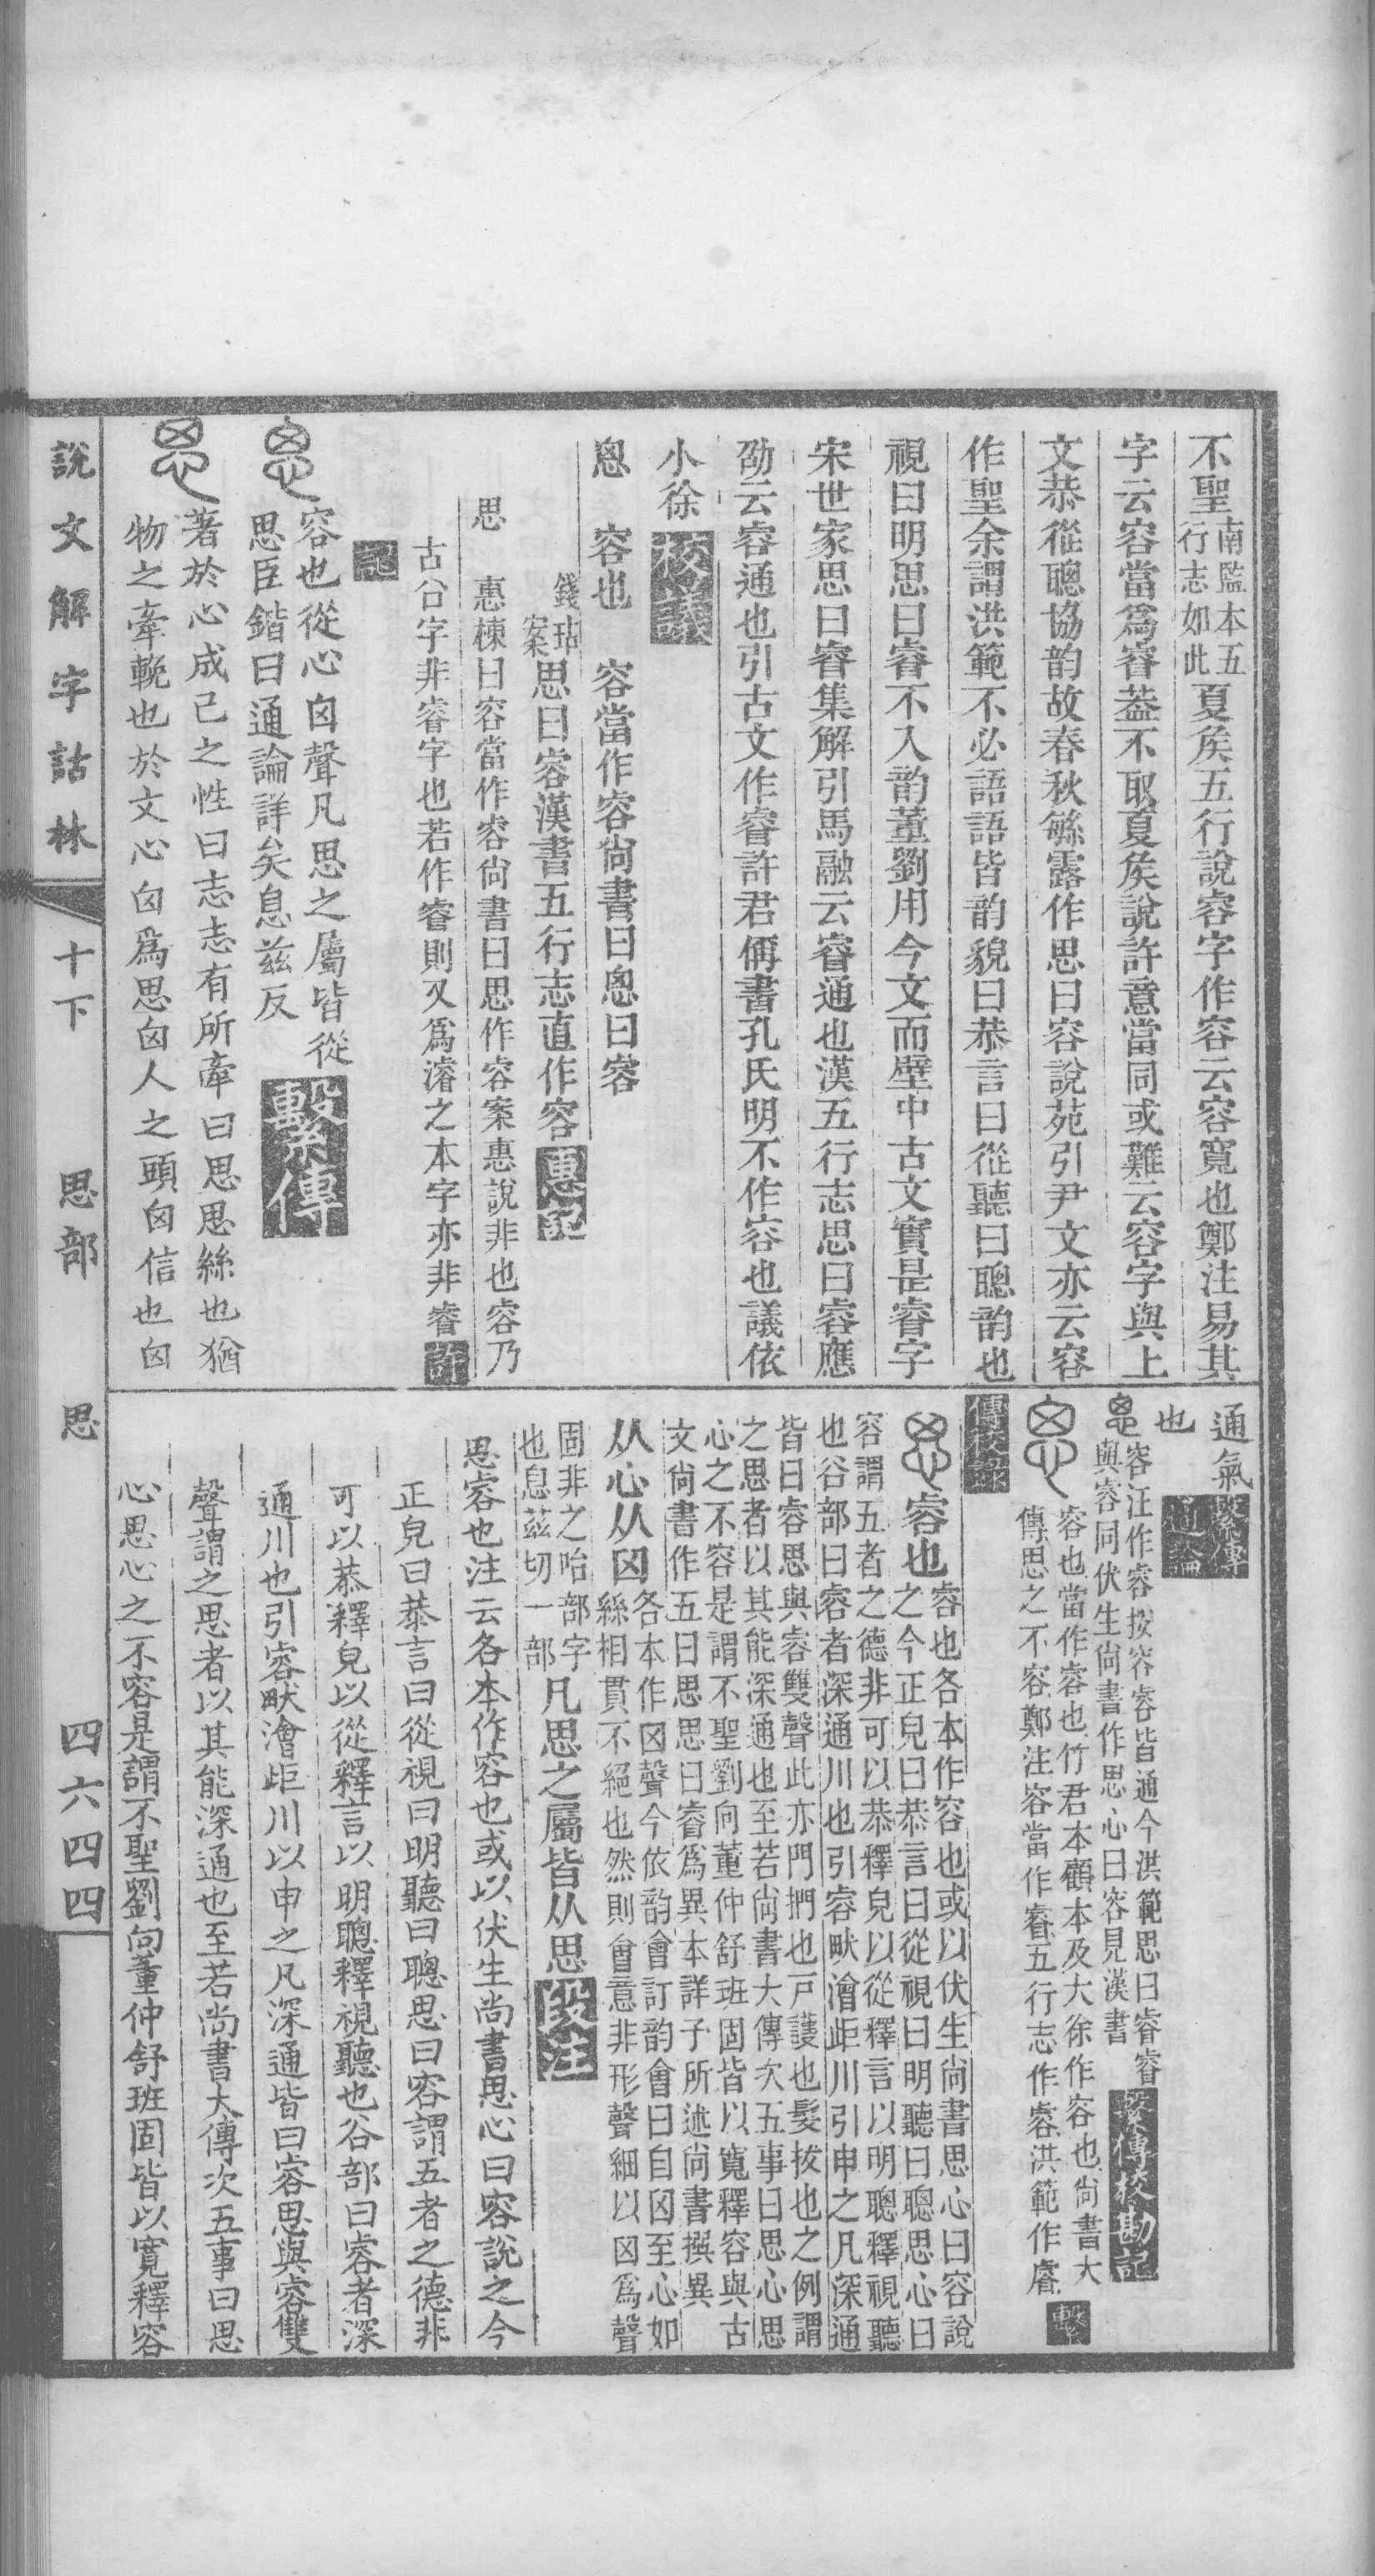 不聖南監本五行志如此夏矦五行說容字作容云容寬也鄭注易其
字云容當爲睿葢不取夏矦說許意當同或難云容字與上
文恭從聰協韵故春秋緐露作思曰容說苑引尹文亦云容
作聖余謂洪範不必語語皆韵貌曰恭言曰從聽曰聰韵也
視曰明思曰睿不入韵董劉用今文而壁中古文實是睿字
宋世家思曰睿集解引馬融云睿通也漢五行志思曰容應
劭云容通也引古文作睿許君偁書孔氏明不作容也議依
小徐校議
恖　容也　容當作容尙書曰恖曰容
錢坫案思曰容漢書五行志直作容惠記
思　惠棟曰容當作容尙書曰思作容案惠說非也容乃
古㕣字非睿字也若作睿則又爲濬之本字亦非睿許
記
容也從心囟聲凡思之屬皆從
思臣鍇曰通論詳矣息茲反繫傳
著於心成己之性曰志志有所牽曰思思絲也猶
物之牽輓也於文心囟爲思囟人之頭囟信也囟
說文解字詁林　十下　思部　思　四六四四
通氣
也繫傳通論
容汪作容按容容皆通今洪範思曰睿睿
與容同伏生尙書作思心曰容見漢書繫傳校勘記
容也當作容也竹君本顧本及大徐作容也尙書大
傳思之不容鄭注容當作睿五行志作容洪範作睿繫
傳校錄
容也容也各本作容也或以伏生尙書思心曰容說
之今正皃曰恭言曰從視曰明聽曰聰思心曰
容謂五者之德非可以恭釋皃以從釋言以明聰釋視聽
也谷部曰容者深通川也引容畎澮歫川引申之凡深通
皆曰容思與容雙聲此亦門捫也戶護也髮拔也之例謂
之思者以其能深通也至若尙書大傳次五事曰思心思
心之不容是謂不聖劉向董仲舒班固皆以寬釋容與古
文尙書作五曰思思曰睿爲異本詳予所述尙書撰異
从心从囟各本作囟聲今依韵會訂韵會曰自囟至心如
絲相貫不絕也然則會意非形聲細以囟爲聲
固非之咍部字
也息茲切一部凡思之屬皆从思段注
思容也注云各本作容也或以伏生尚書思心曰容說之今
正皃曰恭言曰從視曰明聽曰聰思曰容謂五者之德非
可以恭釋皃以從釋言以明聰釋視聽也谷部曰容者深
通川也引容畎澮歫川以申之凡深通皆曰容思與容雙
聲謂之思者以其能深通也至若尚書大傳次五事曰思
心思心之不容是謂不聖劉向董仲舒班固皆以寬釋容